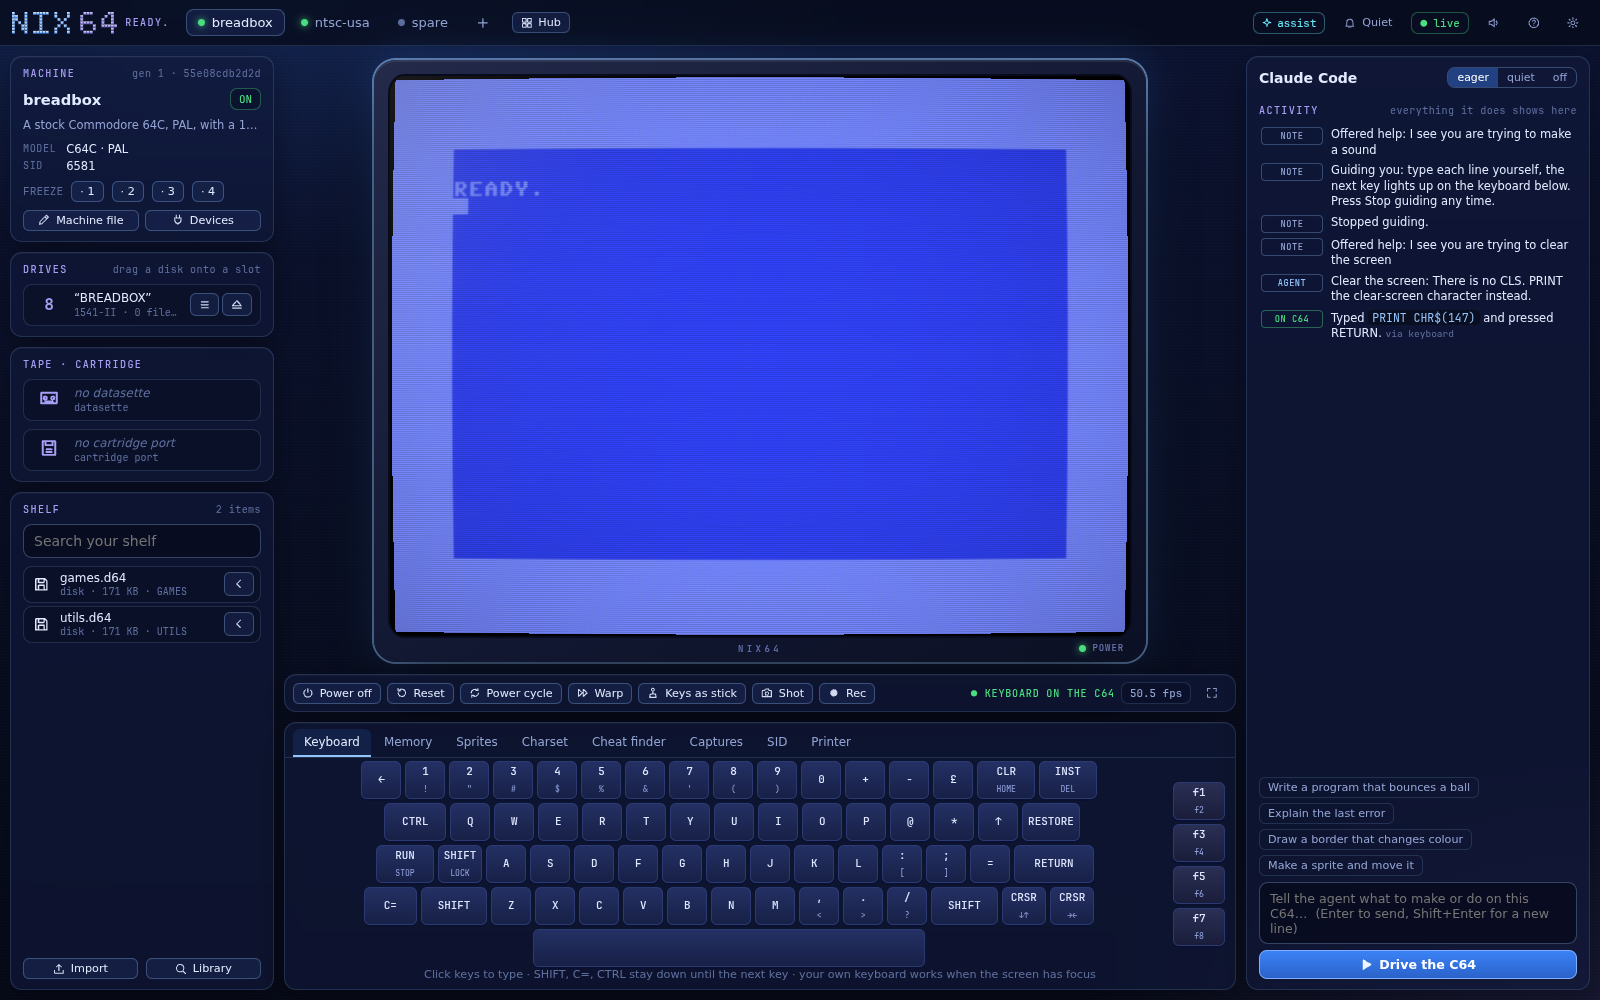 NIX 64 READY.
breadbox
ntsc-usa
spare
+
Hub
assist
Quiet
live
MACHINE
gen 1 · 55e08cdb2d2d
breadbox
ON
A stock Commodore 64C, PAL, with a 1…
MODEL C64C · PAL
SID 6581
FREEZE · 1 · 2 · 3 · 4
Machine file
Devices
DRIVES
drag a disk onto a slot
8
“BREADBOX”
1541-II · 0 file…
TAPE · CARTRIDGE
no datasette
datasette
no cartridge port
cartridge port
SHELF
2 items
Search your shelf
games.d64
disk · 171 KB · GAMES
utils.d64
disk · 171 KB · UTILS
Import
Library
READY.
NIX64
POWER
Power off
Reset
Power cycle
Warp
Keys as stick
Shot
Rec
KEYBOARD ON THE C64
50.5 fps
Keyboard
Memory
Sprites
Charset
Cheat finder
Captures
SID
Printer
← 1 ! 2 " 3 # 4 $ 5 % 6 & 7 ' 8 ( 9 ) 0 + - £ CLR HOME INST DEL
CTRL Q W E R T Y U I O P @ * ↑ RESTORE
RUN STOP SHIFT LOCK A S D F G H J K L : [ ; ] = RETURN
C= SHIFT Z X C V B N M , < . > / ? SHIFT CRSR ↓↑ CRSR →←
f1 f2
f3 f4
f5 f6
f7 f8
Click keys to type · SHIFT, C=, CTRL stay down until the next key · your own keyboard works when the screen has focus
Claude Code
eager
quiet
off
ACTIVITY
everything it does shows here
NOTE
Offered help: I see you are trying to make
a sound
NOTE
Guiding you: type each line yourself, the
next key lights up on the keyboard below.
Press Stop guiding any time.
NOTE
Stopped guiding.
NOTE
Offered help: I see you are trying to clear
the screen
AGENT
Clear the screen: There is no CLS. PRINT
the clear-screen character instead.
ON C64
Typed PRINT CHR$(147) and pressed
RETURN. via keyboard
Write a program that bounces a ball
Explain the last error
Draw a border that changes colour
Make a sprite and move it
Tell the agent what to make or do on this
C64… (Enter to send, Shift+Enter for a new
line)
Drive the C64